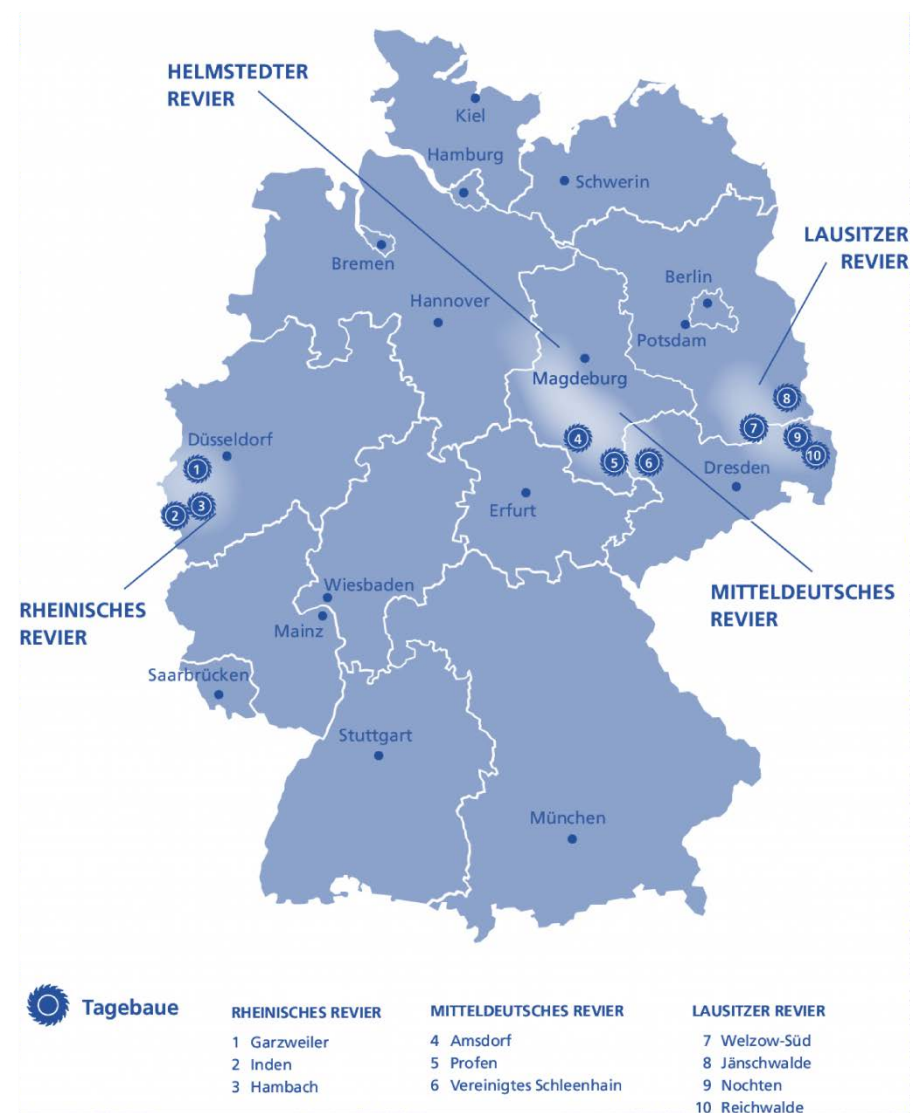 HELMSTEDTER
REVIER
Kiel
Hamburg
Schwerin
LAUSITZER
REVIER
Bremen
Berlin
Hannover
Potsdam
Magdeburg
8
7
9
10
4
5
6
Düsseldorf
1
2
3
Dresden
Erfurt
MITTELDEUTSCHES
REVIER
RHEINISCHES
REVIER
Wiesbaden
Mainz
Saarbrücken
Stuttgart
München
Tagebaue
RHEINISCHES REVIER
1 Garzweiler
2 Inden
3 Hambach
MITTELDEUTSCHES REVIER
4 Amsdorf
5 Profen
6 Vereinigtes Schleenhain
LAUSITZER REVIER
7 Welzow-Süd
8 Jänschwalde
9 Nochten
10 Reichwalde